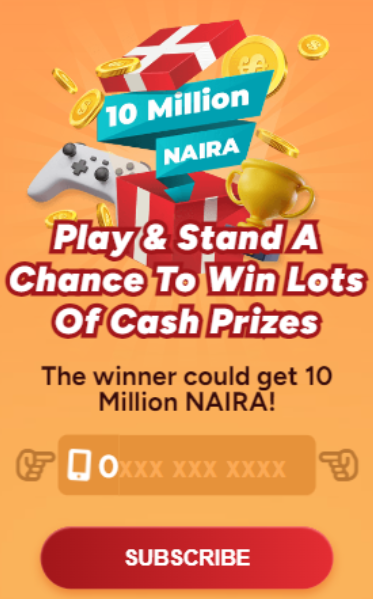 10 Million
NAIRA
Play & Stand A
Chance To Win Lots
Of Cash Prizes
The winner could get 10
Million NAIRA!
0xxx xxx xxxx
SUBSCRIBE